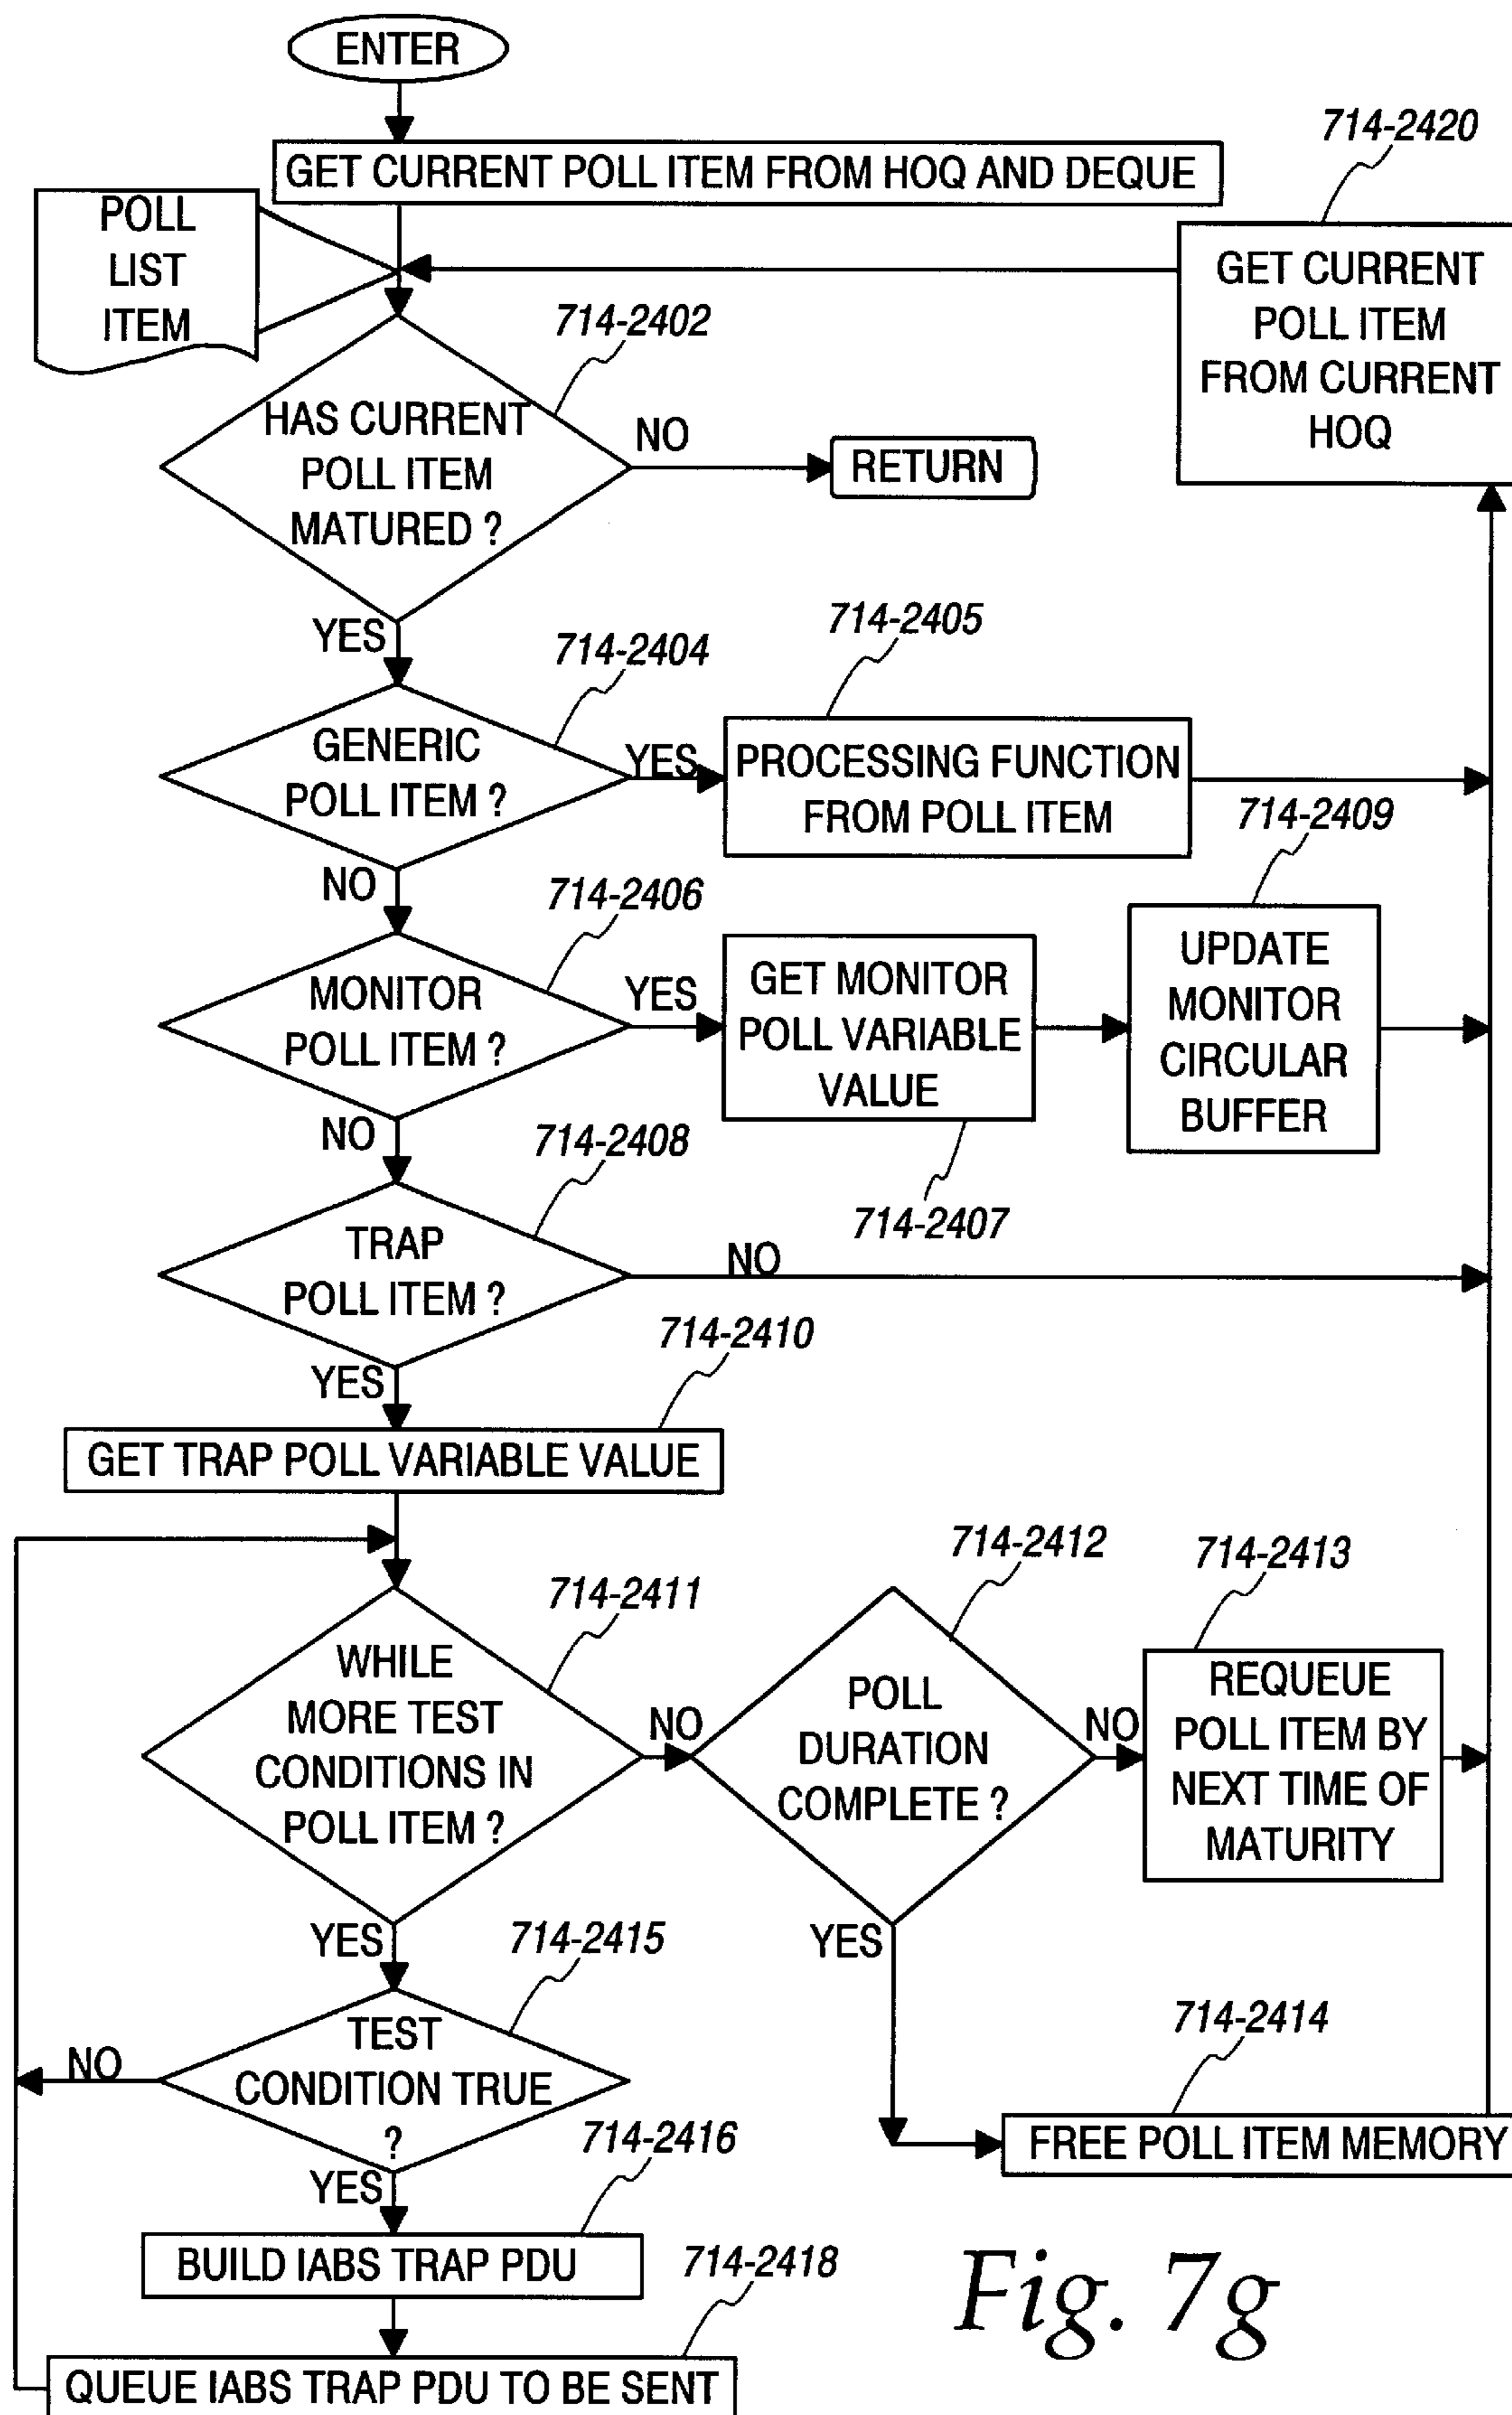 ENTER
GET CURRENT POLL ITEM FROM HOQ AND DEQUE
714-2420
POLL
LIST
ITEM
GET CURRENT
POLL ITEM
FROM CURRENT
HOQ
714-2402
HAS CURRENT
POLL ITEM
MATURED ?
NO
RETURN
YES
714-2404
714-2405
GENERIC
POLL ITEM ?
YES
PROCESSING FUNCTION
FROM POLL ITEM
NO
714-2406
714-2409
MONITOR
POLL ITEM ?
YES
GET MONITOR
POLL VARIABLE
VALUE
UPDATE
MONITOR
CIRCULAR
BUFFER
NO
714-2408
714-2407
TRAP
POLL ITEM ?
NO
YES
714-2410
GET TRAP POLL VARIABLE VALUE
714-2411
714-2412
714-2413
WHILE
MORE TEST
CONDITIONS IN
POLL ITEM ?
NO
POLL
DURATION
COMPLETE ?
NO
REQUEUE
POLL ITEM BY
NEXT TIME OF
MATURITY
YES
714-2415
YES
714-2414
NO
TEST
CONDITION TRUE
?
FREE POLL ITEM MEMORY
YES
714-2416
BUILD IABS TRAP PDU
714-2418
QUEUE IABS TRAP PDU TO BE SENT
Fig. 7g